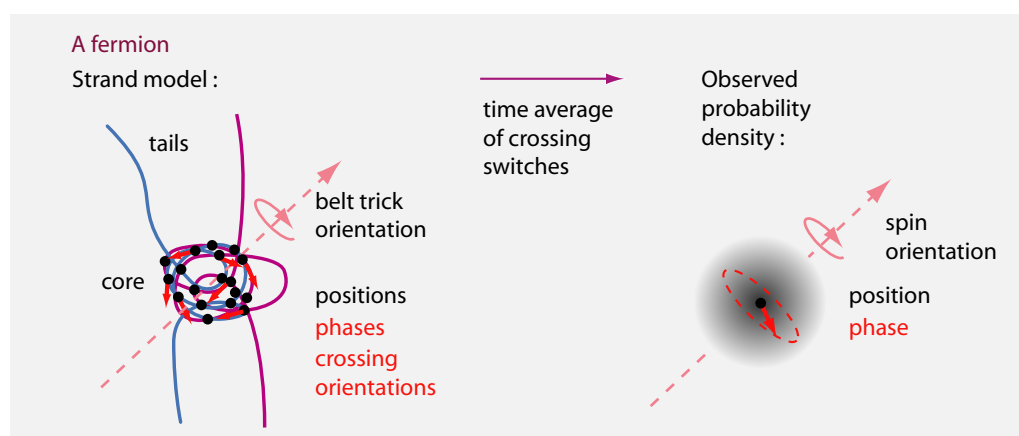 A fermion
Strand model :
tails
core
belt trick
orientation
positions
phases
crossing
orientations
time average
of crossing
switches
Observed
probability
density :
spin
orientation
position
phase